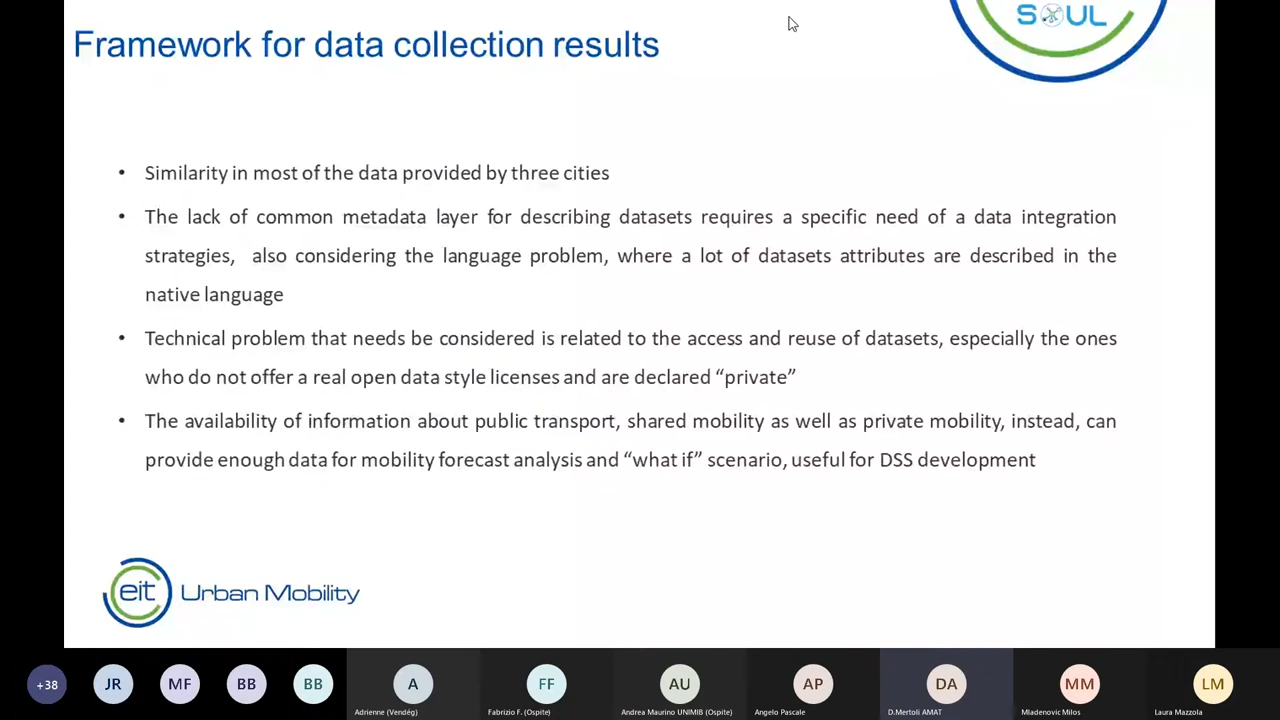 SOUL
Framework for data collection results
• Similarity in most of the data provided by three cities
• The lack of common metadata layer for describing datasets requires a specific need of a data integration
strategies, also considering the language problem, where a lot of datasets attributes are described in the
native language
• Technical problem that needs be considered is related to the access and reuse of datasets, especially the ones
who do not offer a real open data style licenses and are declared “private”
• The availability of information about public transport, shared mobility as well as private mobility, instead, can
provide enough data for mobility forecast analysis and “what if” scenario, useful for DSS development
eit Urban Mobility
+38 JR MF BB BB A FF AU AP DA MM LM
Adrienne (Vendég) Fabrizio F. (Ospite) Andrea Maurino UNIMIB (Ospite) Angelo Pascale D.Mertoli AMAT Mladenovic Milos Laura Mazzola